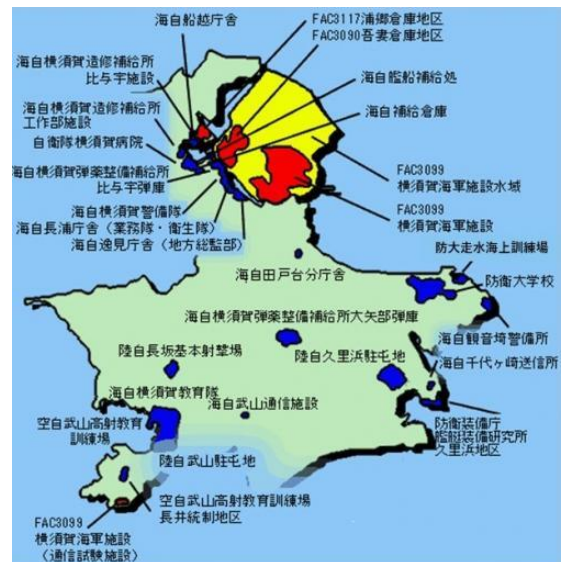 海自船越庁舎
FAC3117浦郷倉庫地区
FAC3090吾妻倉庫地区
海自横須賀造修補給所
比与宇施設
海自艦船補給処
海自横須賀造修補給所
工作部施設
海自補給倉庫
自衛隊横須賀病院
海自横須賀弾薬整備補給所
比与宇弾庫
FAC3099
横須賀海軍施設水域
海自横須賀警備隊
海自長浦庁舎(業務隊・衛生隊)
海自逸見庁舎(地方総監部)
FAC3099
横須賀海軍施設
防大走水海上訓練場
海自田戸台分庁舎
防衛大学校
海自横須賀弾薬整備補給所大矢部弾庫
海自観音埼警備所
陸自長坂基本射撃場
陸自久里浜駐屯地
海自千代ヶ崎送信所
海自横須賀教育隊
海自武山通信施設
空自武山高射教育
訓練場
防衛装備庁
艦艇装備研究所
久里浜地区
陸自武山駐屯地
空自武山高射教育訓練場
長井統制地区
FAC3099
横須賀海軍施設
(通信試験施設)